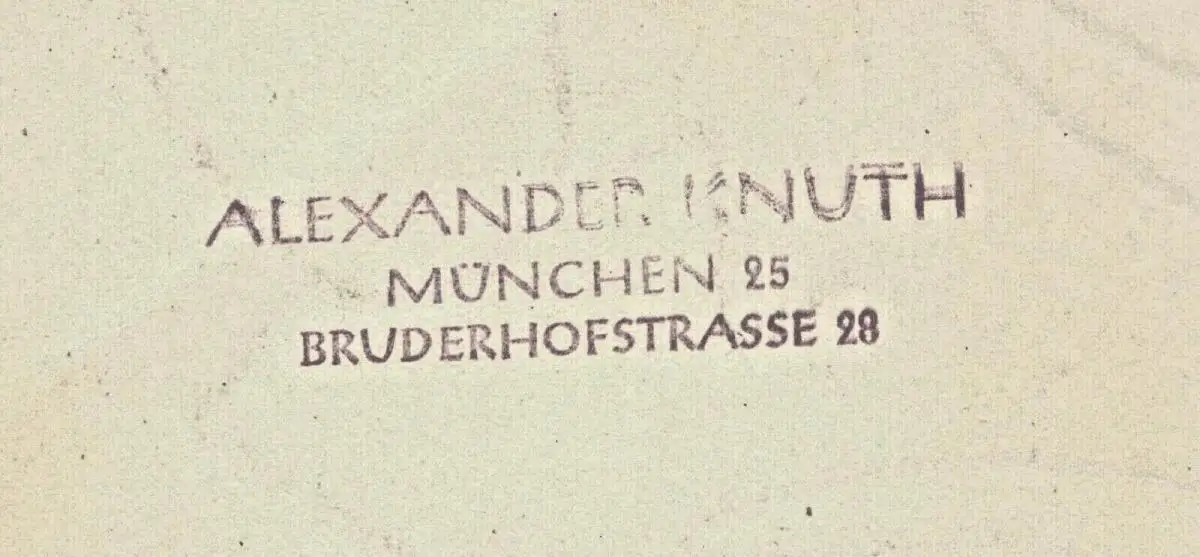 ALEXANDER KNUTH
MÜNCHEN 25
BRUDERHOFSTRASSE 28